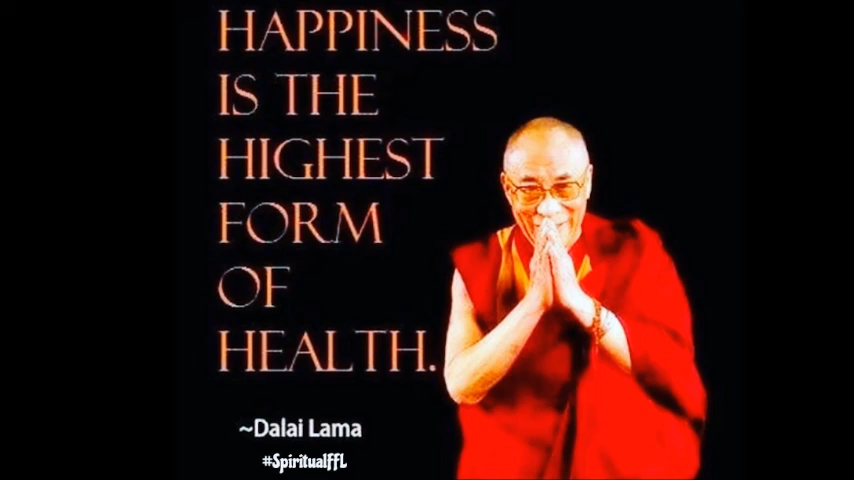 HAPPINESS
IS THE
HIGHEST
FORM
OF
HEALTH.
~Dalai Lama
#SpiritualffL